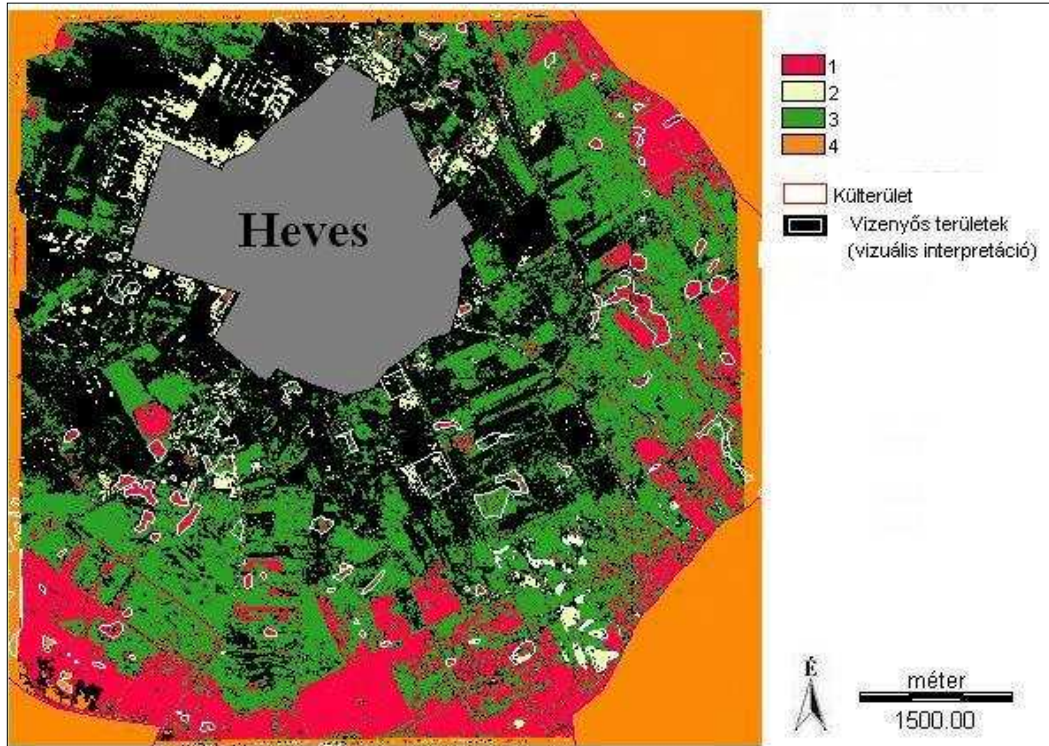 Heves
1
2
3
4
Külterület
Vizenyős területek
(vizuális interpretáció)
É
méter
1500.00